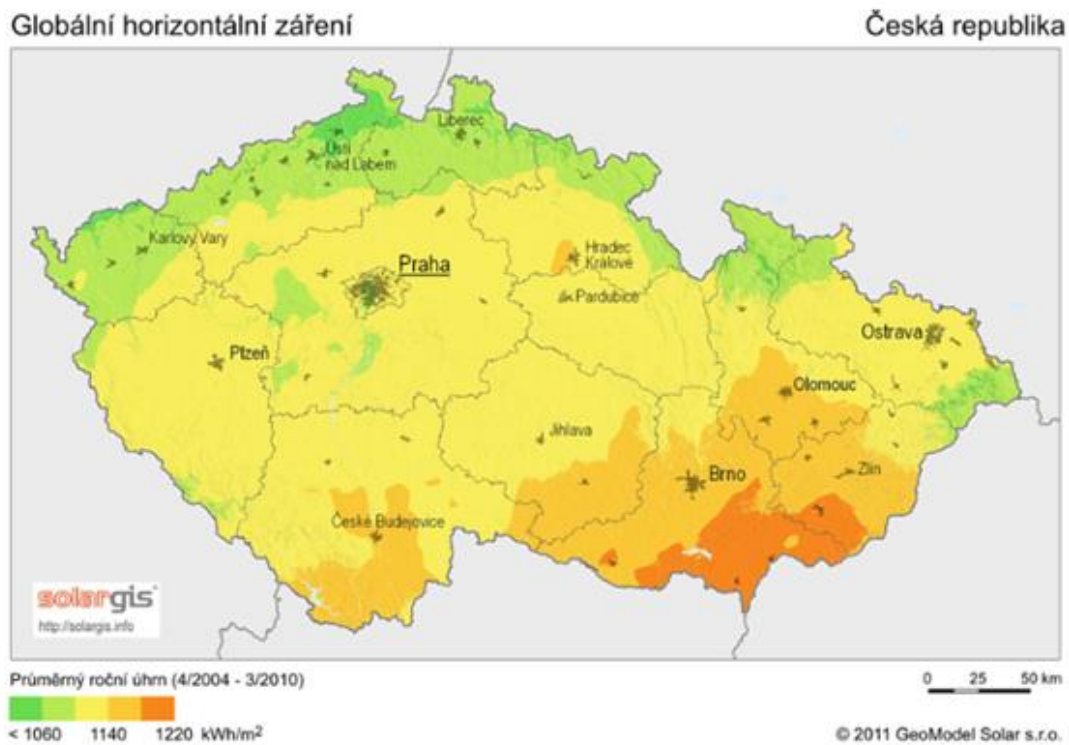 Globální horizontální záření
Česká republika
Liberec
Ústí
nad Labem
Karlovy Vary
Praha
Hradec
Králové
Pardubice
Plzeň
Ostrava
Olomouc
Jihlava
Brno
Zlín
České Budejovice
solargis
http://solargis.info
Průměrný roční úhrn (4/2004 - 3/2010)
0 25 50 km
< 1060 1140 1220 kWh/m²
© 2011 GeoModel Solar s.r.o.